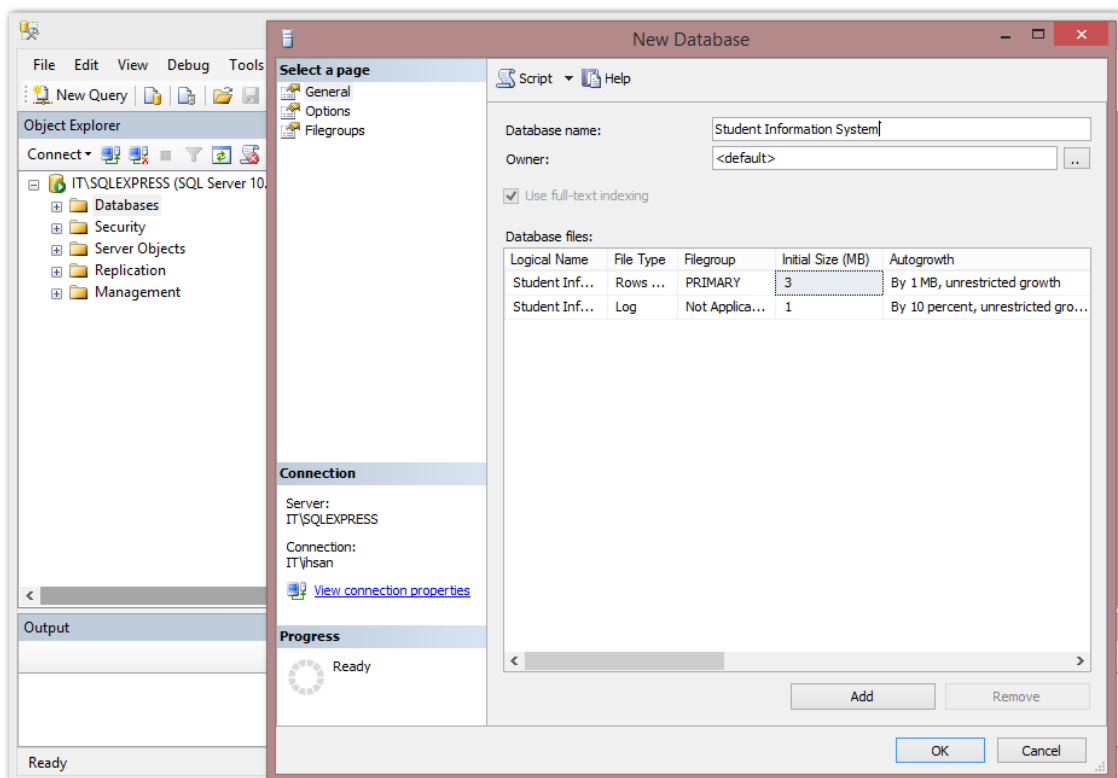 New Database
File Edit View Debug Tools
New Query
Object Explorer
Connect
IT\SQLEXPRESS (SQL Server 10.
Databases
Security
Server Objects
Replication
Management
Output
Ready
Select a page
General
Options
Filegroups
Connection
Server:
IT\SQLEXPRESS
Connection:
IT\ihsan
View connection properties
Progress
Ready
Script Help
Database name: Student Information System
Owner: <default> ..
Use full-text indexing
Database files:
Logical Name File Type Filegroup Initial Size (MB) Autogrowth
Student Inf... Rows ... PRIMARY 3 By 1 MB, unrestricted growth
Student Inf... Log Not Applica... 1 By 10 percent, unrestricted gro...
Add Remove
OK Cancel